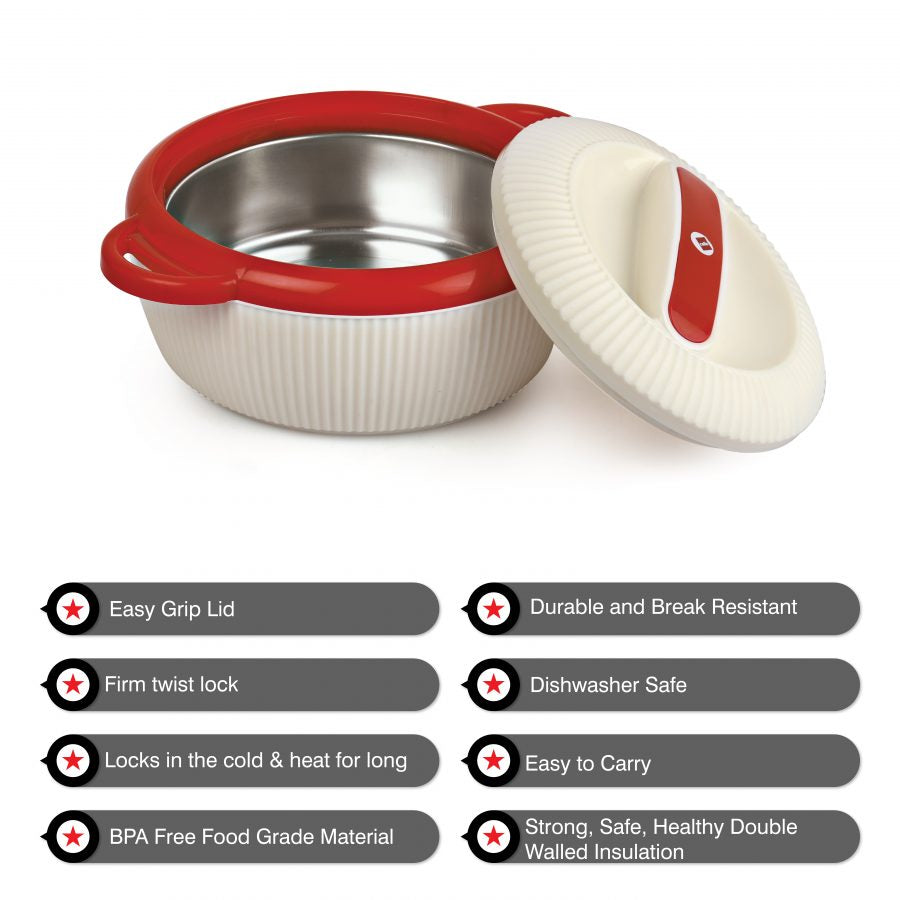 Easy Grip Lid
Durable and Break Resistant
Firm twist lock
Dishwasher Safe
Locks in the cold & heat for long
Easy to Carry
BPA Free Food Grade Material
Strong, Safe, Healthy Double
Walled Insulation